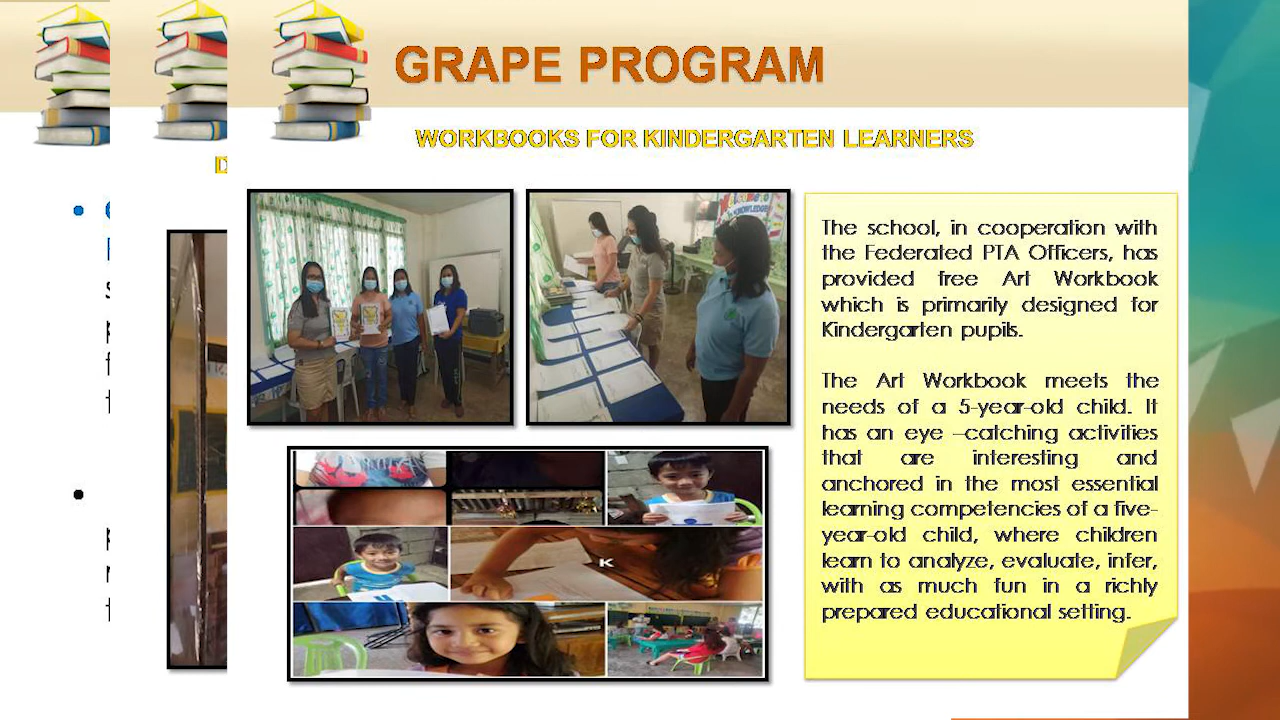 GRAPE PROGRAM
WORKBOOKS FOR KINDERGARTEN LEARNERS
KNOWLEDGE
K
The school, in cooperation with
the Federated PTA Officers, has
provided free Art Workbook
which is primarily designed for
Kindergarten pupils.
The Art Workbook meets the
needs of a 5-year-old child. It
has an eye –catching activities
that are interesting and
anchored in the most essential
learning competencies of a five-
year-old child, where children
learn to analyze, evaluate, infer,
with as much fun in a richly
prepared educational setting.